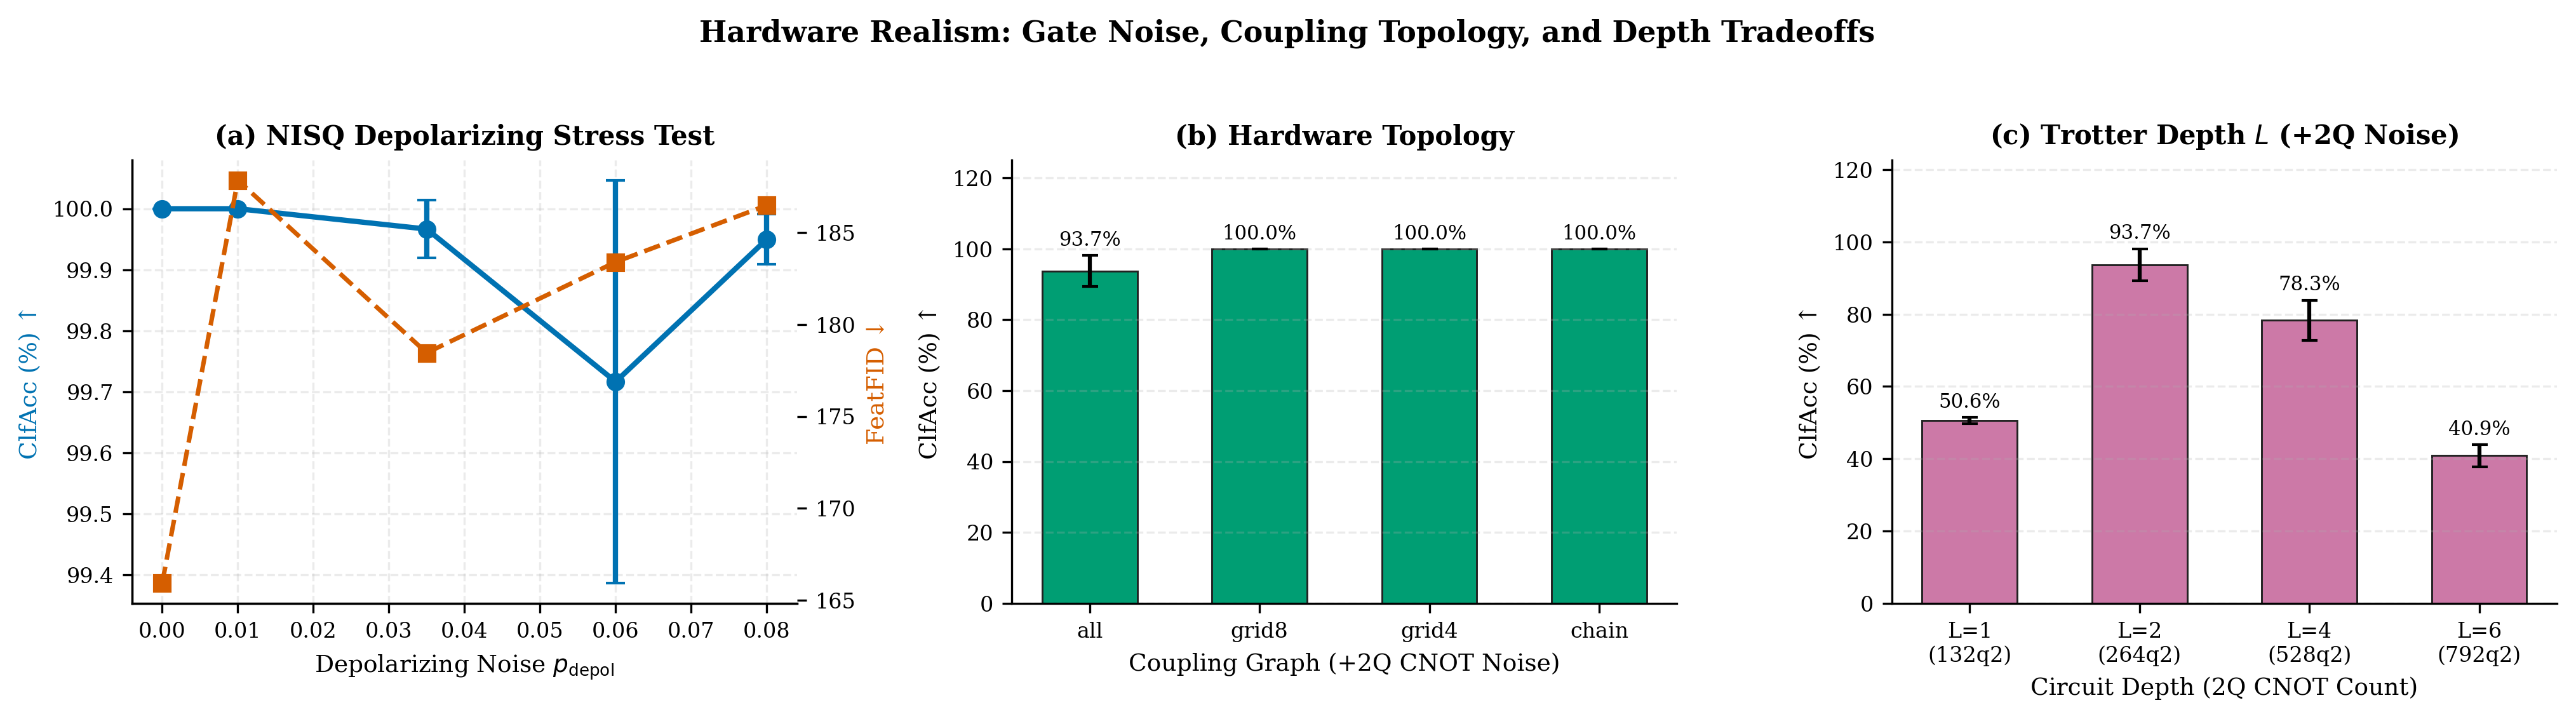 Hardware Realism: Gate Noise, Coupling Topology, and Depth Tradeoffs
(a) NISQ Depolarizing Stress Test
ClfAcc (%) ↑
100.0
99.9
99.8
99.7
99.6
99.5
99.4
185
180
175
170
165
FeatFID ↓
0.00 0.01 0.02 0.03 0.04 0.05 0.06 0.07 0.08
Depolarizing Noise p_depol
(b) Hardware Topology
ClfAcc (%) ↑
120
100
80
60
40
20
0
93.7% 100.0% 100.0% 100.0%
all grid8 grid4 chain
Coupling Graph (+2Q CNOT Noise)
(c) Trotter Depth L (+2Q Noise)
ClfAcc (%) ↑
120
100
80
60
40
20
0
50.6% 93.7% 78.3% 40.9%
L=1 L=2 L=4 L=6
(132q2) (264q2) (528q2) (792q2)
Circuit Depth (2Q CNOT Count)